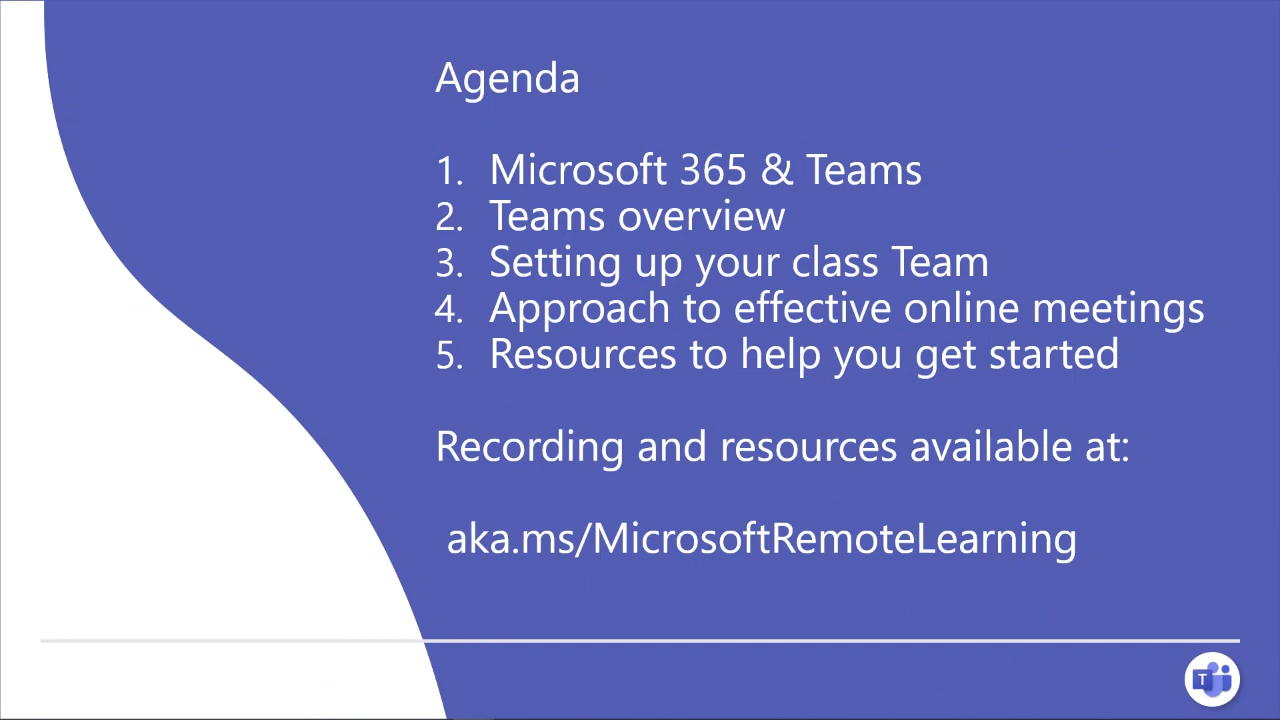 Agenda
1. Microsoft 365 & Teams
2. Teams overview
3. Setting up your class Team
4. Approach to effective online meetings
5. Resources to help you get started
Recording and resources available at:
aka.ms/MicrosoftRemoteLearning
T